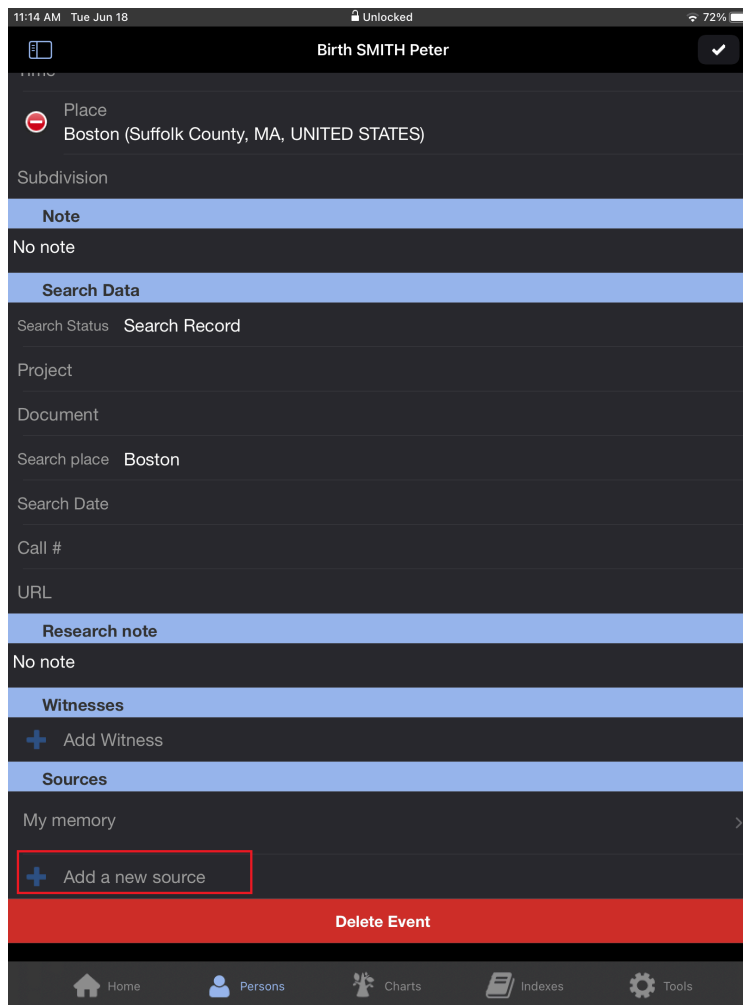 11:14 AM Tue Jun 18 Unlocked 72%
Birth SMITH Peter
Time
Place
Boston (Suffolk County, MA, UNITED STATES)
Subdivision
Note
No note
Search Data
Search Status Search Record
Project
Document
Search place Boston
Search Date
Call #
URL
Research note
No note
Witnesses
Add Witness
Sources
My memory
Add a new source
Delete Event
Home Persons Charts Indexes Tools